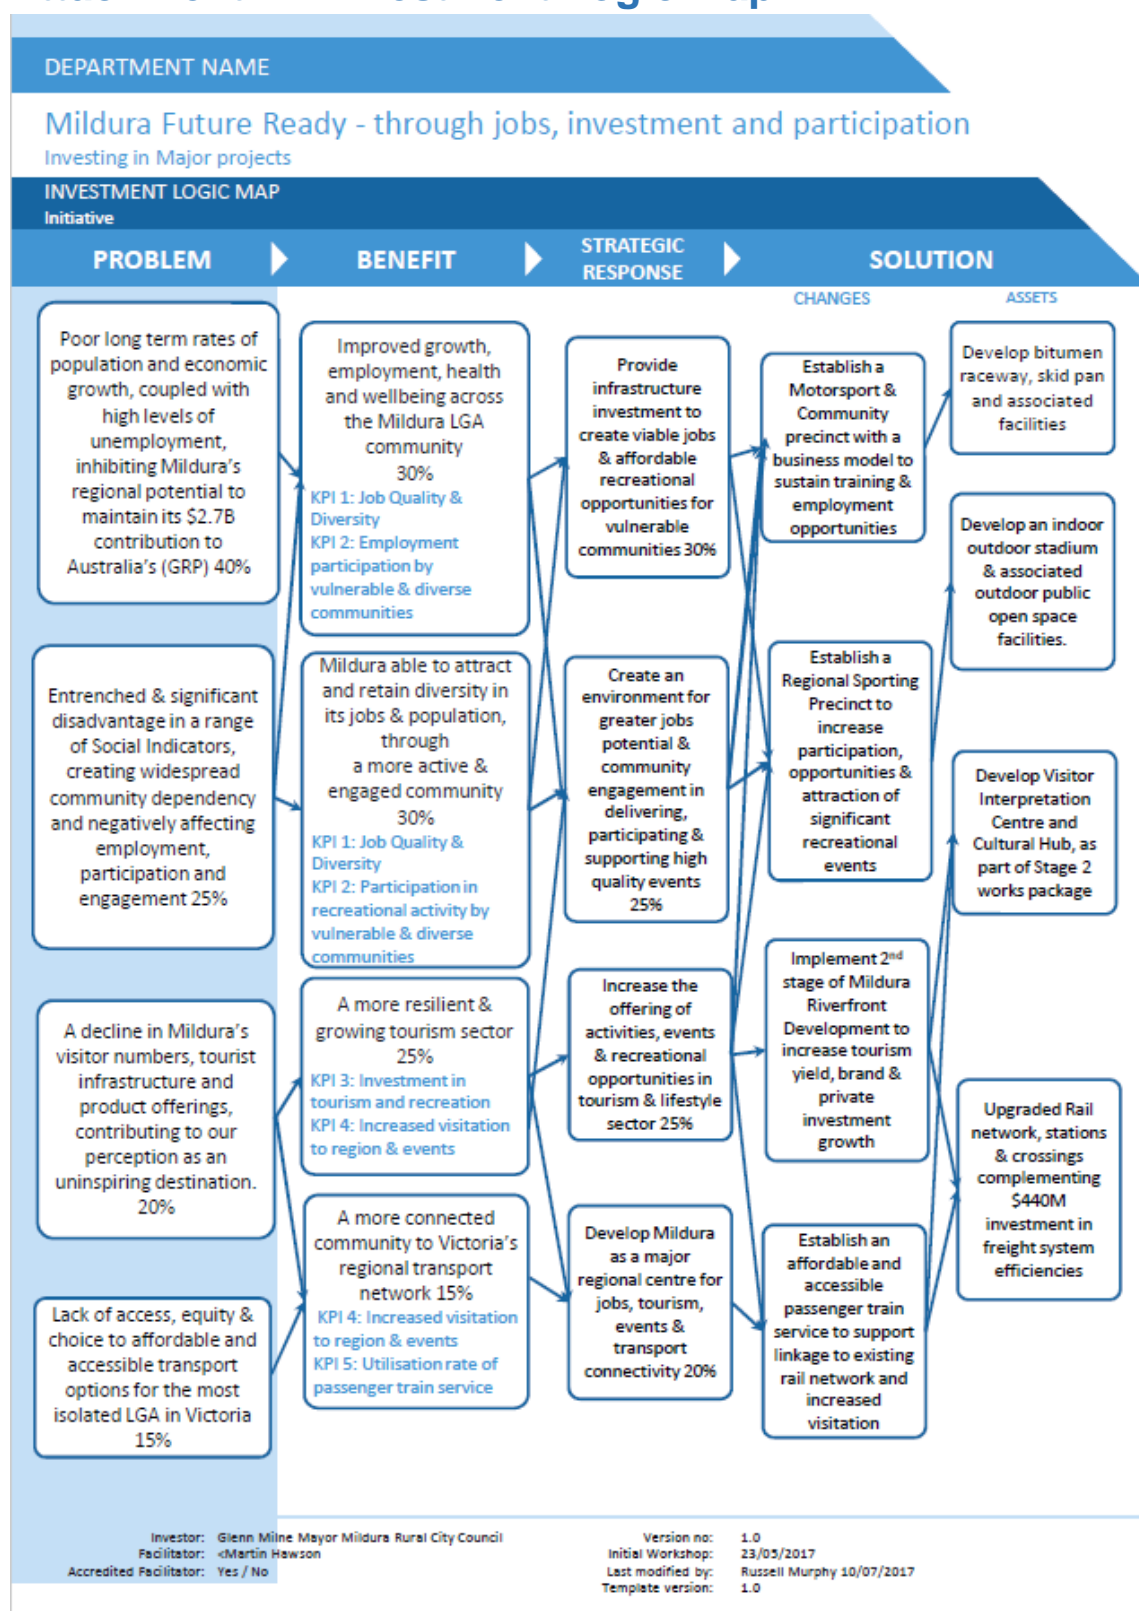 DEPARTMENT NAME
Mildura Future Ready - through jobs, investment and participation
Investing in Major projects
INVESTMENT LOGIC MAP
Initiative
PROBLEM
BENEFIT
STRATEGIC
RESPONSE
SOLUTION
CHANGES
ASSETS
Poor long term rates of
population and economic
growth, coupled with
high levels of
unemployment,
inhibiting Mildura's
regional potential to
maintain its $2.7B
contribution to
Australia's (GRP) 40%
Entrenched & significant
disadvantage in a range
of Social Indicators,
creating widespread
community dependency
and negatively affecting
employment,
participation and
engagement 25%
A decline in Mildura's
visitor numbers, tourist
infrastructure and
product offerings,
contributing to our
perception as an
uninspiring destination.
20%
Lack of access, equity &
choice to affordable and
accessible transport
options for the most
isolated LGA in Victoria
15%
Improved growth,
employment, health
and wellbeing across
the Mildura LGA
community
30%
KPI 1: Job Quality &
Diversity
KPI 2: Employment
participation by
vulnerable & diverse
communities
Mildura able to attract
and retain diversity in
its jobs & population,
through
a more active &
engaged community
30%
KPI 1: Job Quality &
Diversity
KPI 2: Participation in
recreational activity by
vulnerable & diverse
communities
A more resilient &
growing tourism sector
25%
KPI 3: Investment in
tourism and recreation
KPI 4: Increased visitation
to region & events
A more connected
community to Victoria's
regional transport
network 15%
KPI 4: Increased visitation
to region & events
KPI 5: Utilisation rate of
passenger train service
Provide
infrastructure
investment to
create viable jobs
& affordable
recreational
opportunities for
vulnerable
communities 30%
Create an
environment for
greater jobs
potential &
community
engagement in
delivering,
participating &
supporting high
quality events
25%
Increase the
offering of
activities, events
& recreational
opportunities in
tourism & lifestyle
sector 25%
Develop Mildura
as a major
regional centre for
jobs, tourism,
events &
transport
connectivity 20%
Establish a
Motorsport &
Community
precinct with a
business model to
sustain training &
employment
opportunities
Establish a
Regional Sporting
Precinct to
increase
participation,
opportunities &
attraction of
significant
recreational
events
Implement 2nd
stage of Mildura
Riverfront
Development to
increase tourism
yield, brand &
private
investment
growth
Establish an
affordable and
accessible
passenger train
service to support
linkage to existing
rail network and
increased
visitation
Develop bitumen
raceway, skid pan
and associated
facilities
Develop an indoor
outdoor stadium
& associated
outdoor public
open space
facilities.
Develop Visitor
Interpretation
Centre and
Cultural Hub, as
part of Stage 2
works package
Upgraded Rail
network, stations
& crossings
complementing
$440M
investment in
freight system
efficiencies
Investor: Glenn Milne Mayor Mildura Rural City Council
Facilitator: <Martin Hawson
Accredited Facilitator: Yes / No
Version no: 1.0
Initial Workshop: 23/05/2017
Last modified by: Russell Murphy 10/07/2017
Template version: 1.0